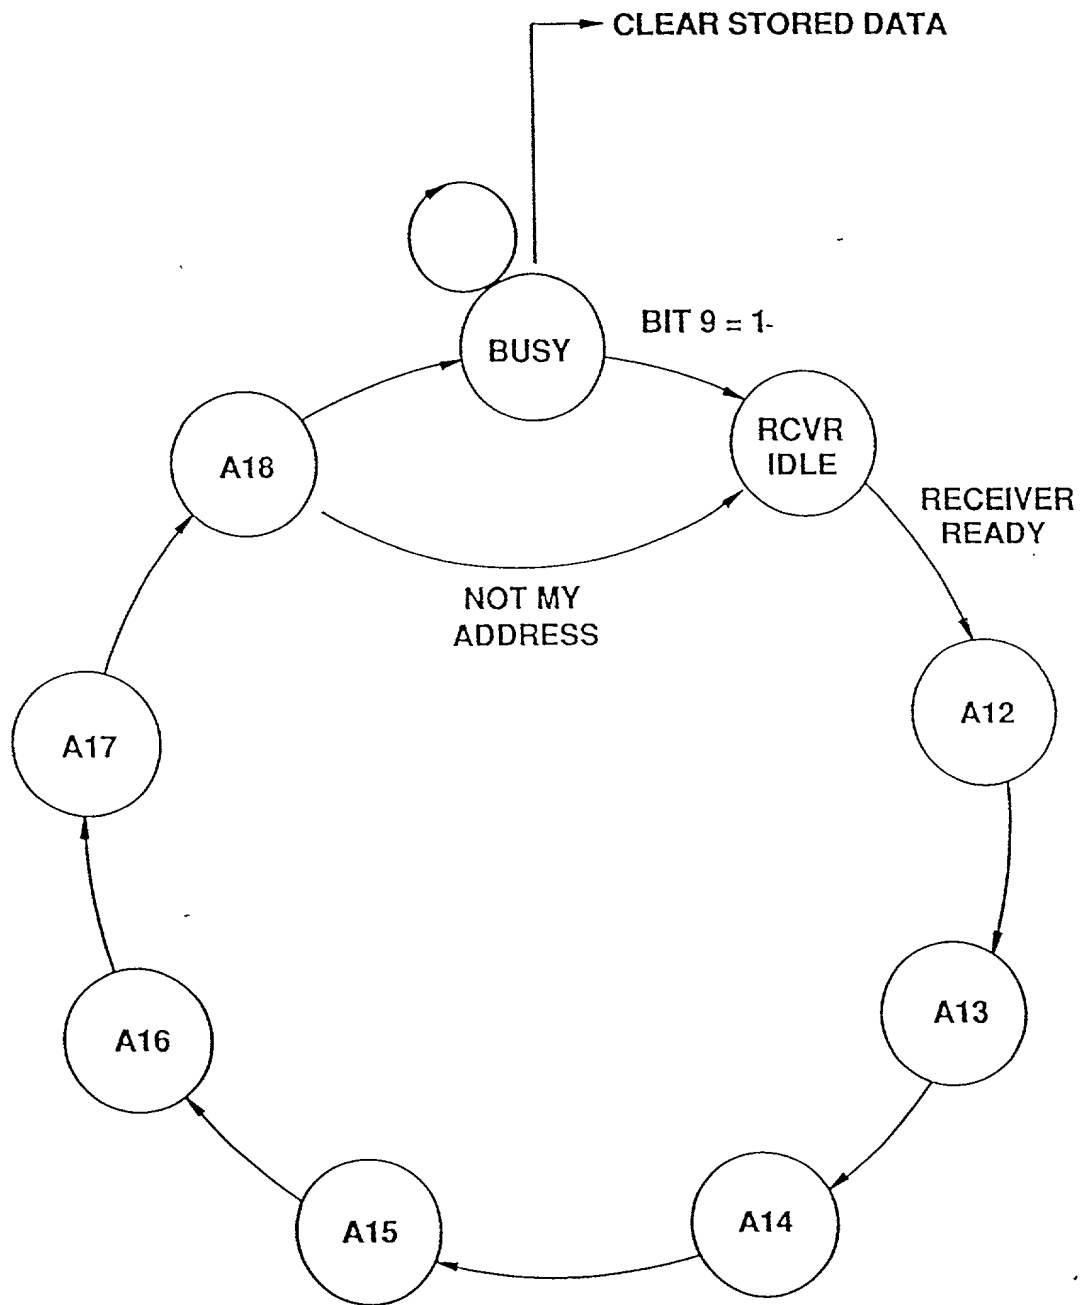 CLEAR STORED DATA
BUSY
BIT 9 = 1
RCVR
IDLE
A18
RECEIVER
READY
NOT MY
ADDRESS
A12
A17
A13
A16
A14
A15